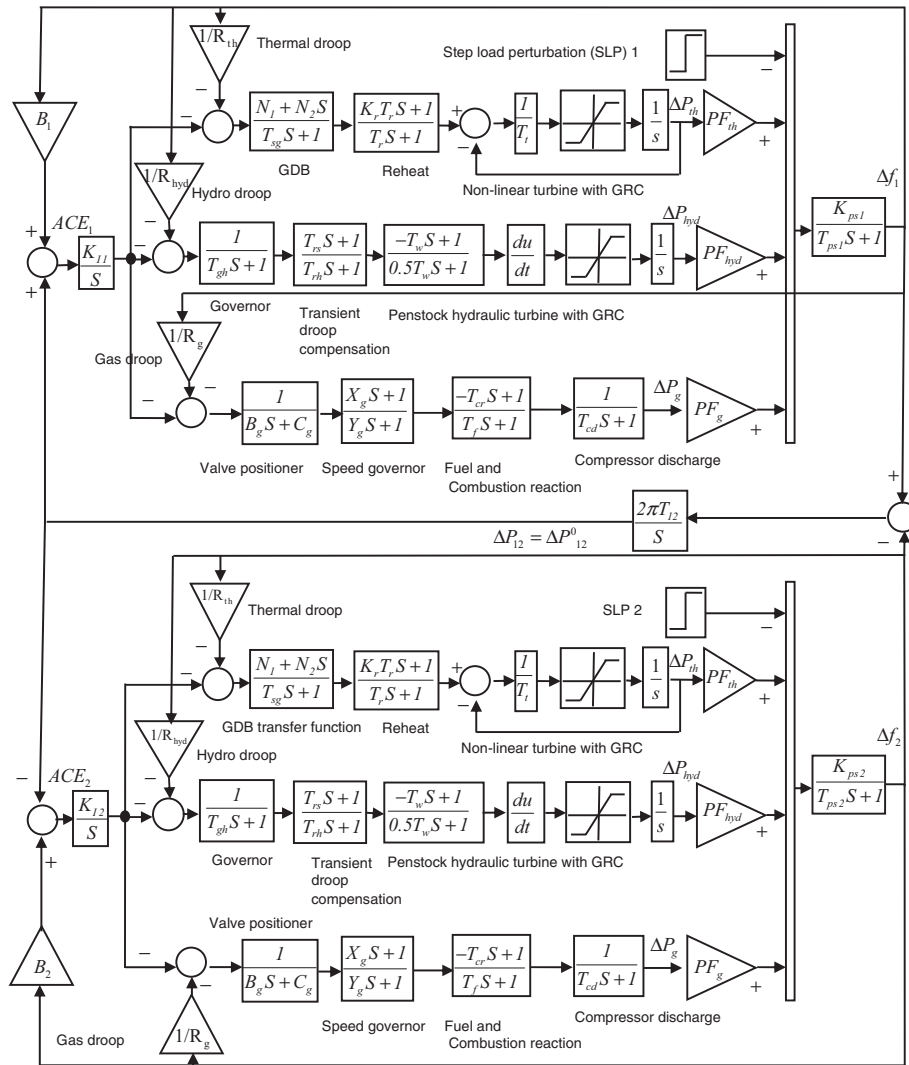 1/R_th
Thermal droop
Step load perturbation (SLP) 1
−
B_1
−
−
N_1 + N_2 S / T_sg S + 1
K_r T_r S + 1 / T_r S + 1
+
−
1 / T_t
1 / s
ΔP_th
PF_th
+
GDB
Reheat
Non-linear turbine with GRC
1/R_hyd
Hydro droop
Δf_1
+
ACE_1
K_11 / S
+
−
−
1 / T_gh S + 1
T_rs S + 1 / T_rh S + 1
−T_w S + 1 / 0.5T_w S + 1
du / dt
1 / s
ΔP_hyd
PF_hyd
+
K_ps1 / T_ps1 S + 1
Governor
Transient droop compensation
Penstock hydraulic turbine with GRC
1/R_g
Gas droop
−
−
1 / B_g S + C_g
X_g S + 1 / Y_g S + 1
−T_cr S + 1 / T_f S + 1
1 / T_cd S + 1
ΔP_g
PF_g
+
Valve positioner
Speed governor
Fuel and Combustion reaction
Compressor discharge
+
2πT_12 / S
−
ΔP_12 = ΔP^0_12
1/R_th
Thermal droop
SLP 2
−
−
−
N_1 + N_2 S / T_sg S + 1
K_r T_r S + 1 / T_r S + 1
+
−
1 / T_t
1 / s
ΔP_th
PF_th
+
GDB transfer function
Reheat
Non-linear turbine with GRC
1/R_hyd
Hydro droop
Δf_2
−
ACE_2
K_12 / S
+
−
−
1 / T_gh S + 1
T_rs S + 1 / T_rh S + 1
−T_w S + 1 / 0.5T_w S + 1
du / dt
1 / s
ΔP_hyd
PF_hyd
+
K_ps2 / T_ps2 S + 1
Governor
Transient droop compensation
Penstock hydraulic turbine with GRC
Valve positioner
B_2
−
−
1 / B_g S + C_g
X_g S + 1 / Y_g S + 1
−T_cr S + 1 / T_f S + 1
1 / T_cd S + 1
ΔP_g
PF_g
+
Gas droop
1/R_g
Speed governor
Fuel and Combustion reaction
Compressor discharge